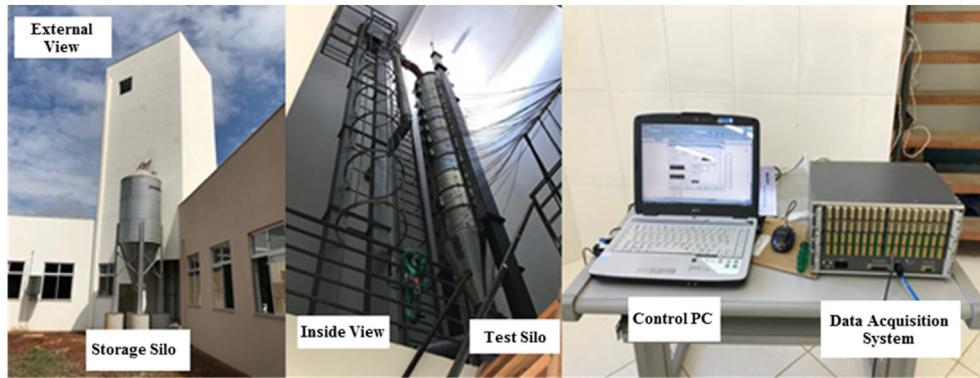 External
View
Storage Silo
Inside View
Test Silo
Control PC
Data Acquisition
System